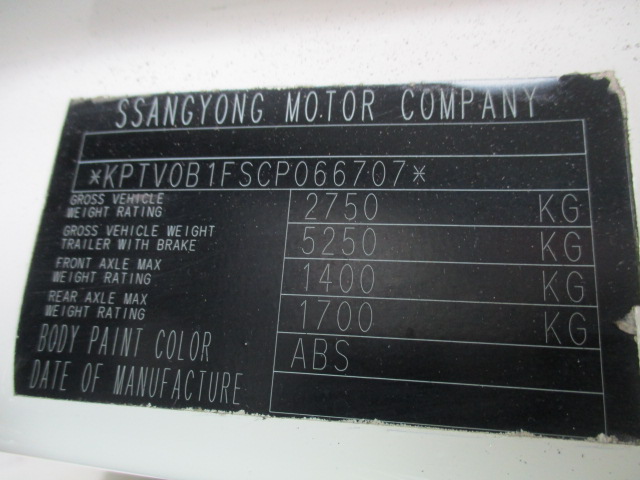 SSANGYONG MOTOR COMPANY
*KPTV0B1FSCP066707*
GROSS VEHICLE
WEIGHT RATING 2750 KG
GROSS VEHICLE WEIGHT
TRAILER WITH BRAKE 5250 KG
FRONT AXLE MAX
WEIGHT RATING 1400 KG
REAR AXLE MAX
WEIGHT RATING 1700 KG
BODY PAINT COLOR ABS
DATE OF MANUFACTURE